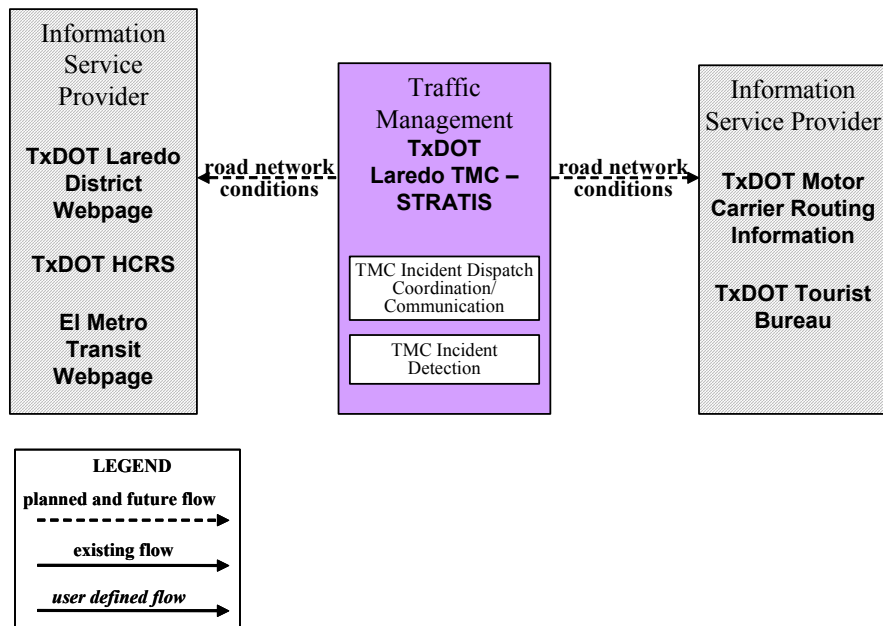 Information
Service
Provider
TxDOT Laredo
District
Webpage
TxDOT HCRS
El Metro
Transit
Webpage
road network
conditions
Traffic
Management
TxDOT
Laredo TMC –
STRATIS
TMC Incident Dispatch
Coordination/
Communication
TMC Incident
Detection
road network
conditions
Information
Service Provider
TxDOT Motor
Carrier Routing
Information
TxDOT Tourist
Bureau
LEGEND
planned and future flow
existing flow
user defined flow